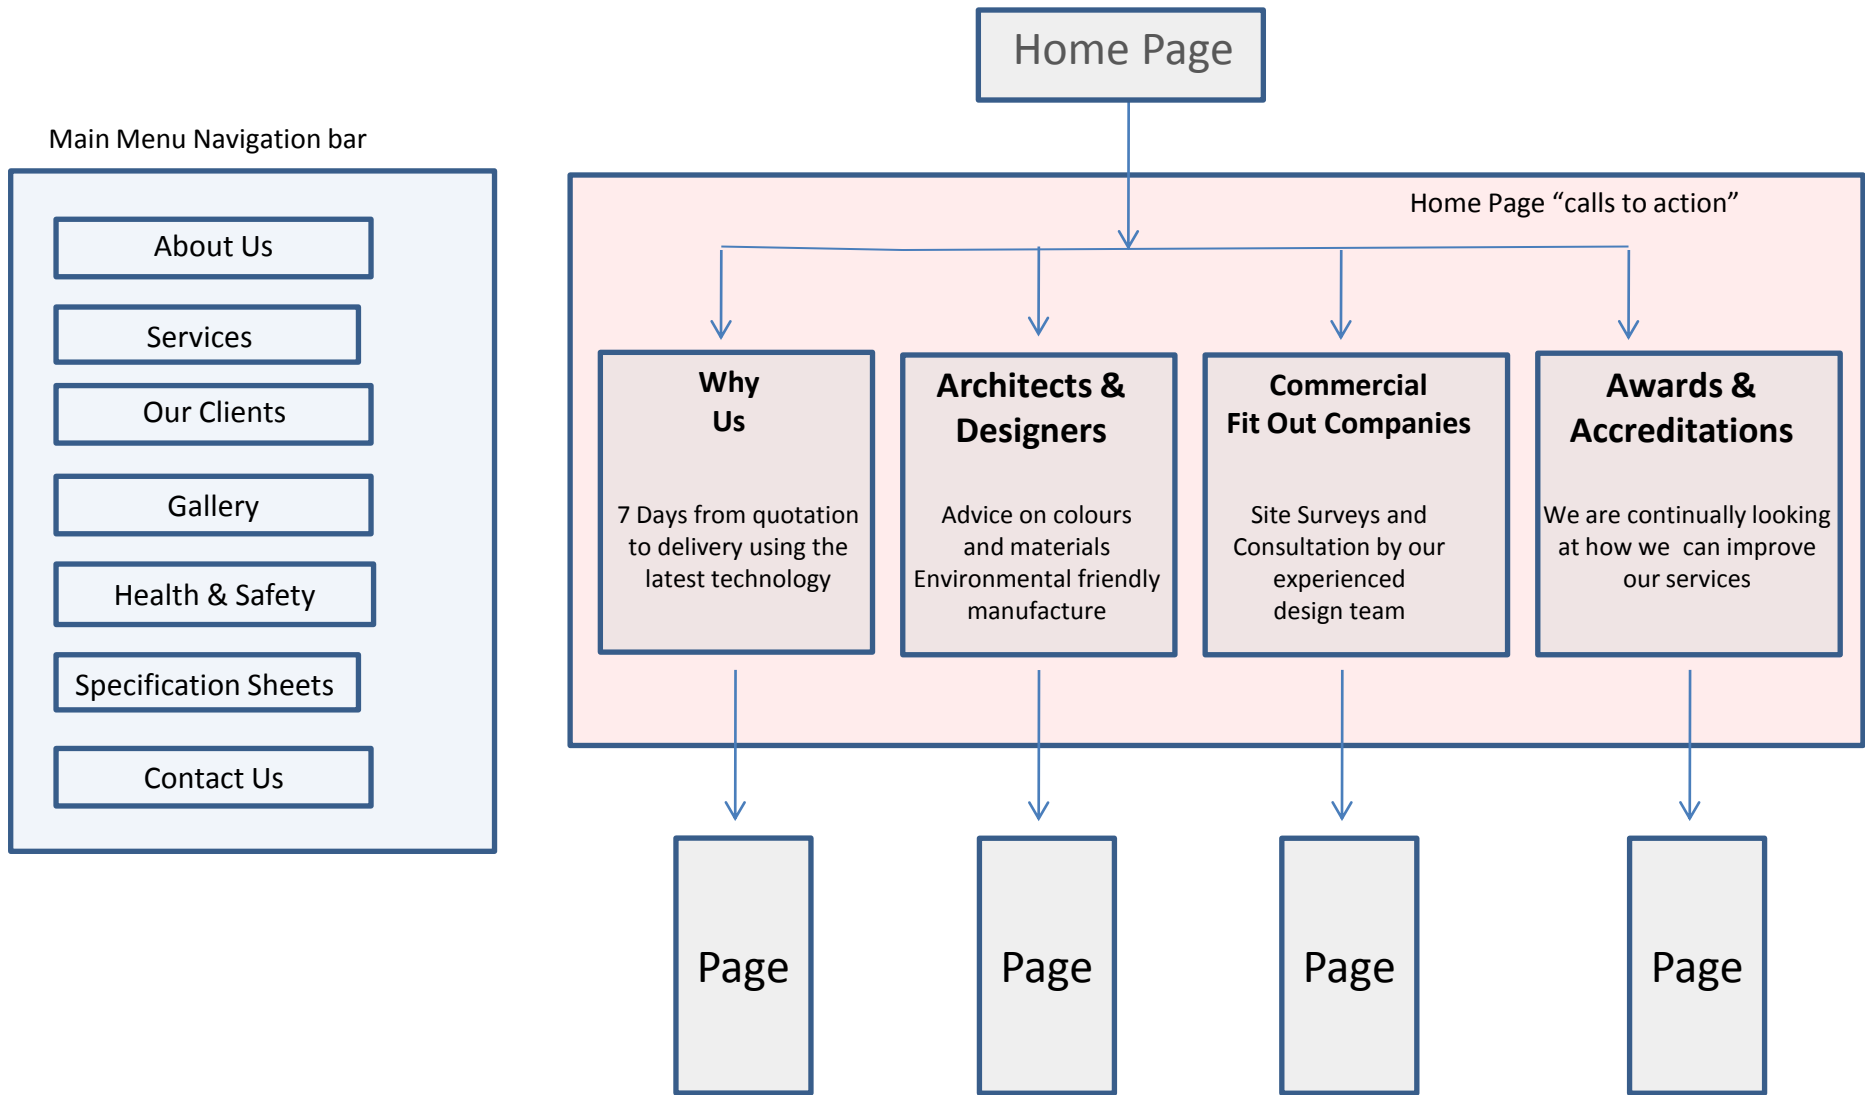 Home Page
Main Menu Navigation bar
About Us
Services
Our Clients
Gallery
Health & Safety
Specification Sheets
Contact Us
Home Page “calls to action”
Why
Us
7 Days from quotation
to delivery using the
latest technology
Architects &
Designers
Advice on colours
and materials
Environmental friendly
manufacture
Commercial
Fit Out Companies
Site Surveys and
Consultation by our
experienced
design team
Awards &
Accreditations
We are continually looking
at how we  can improve
our services
Page
Page
Page
Page